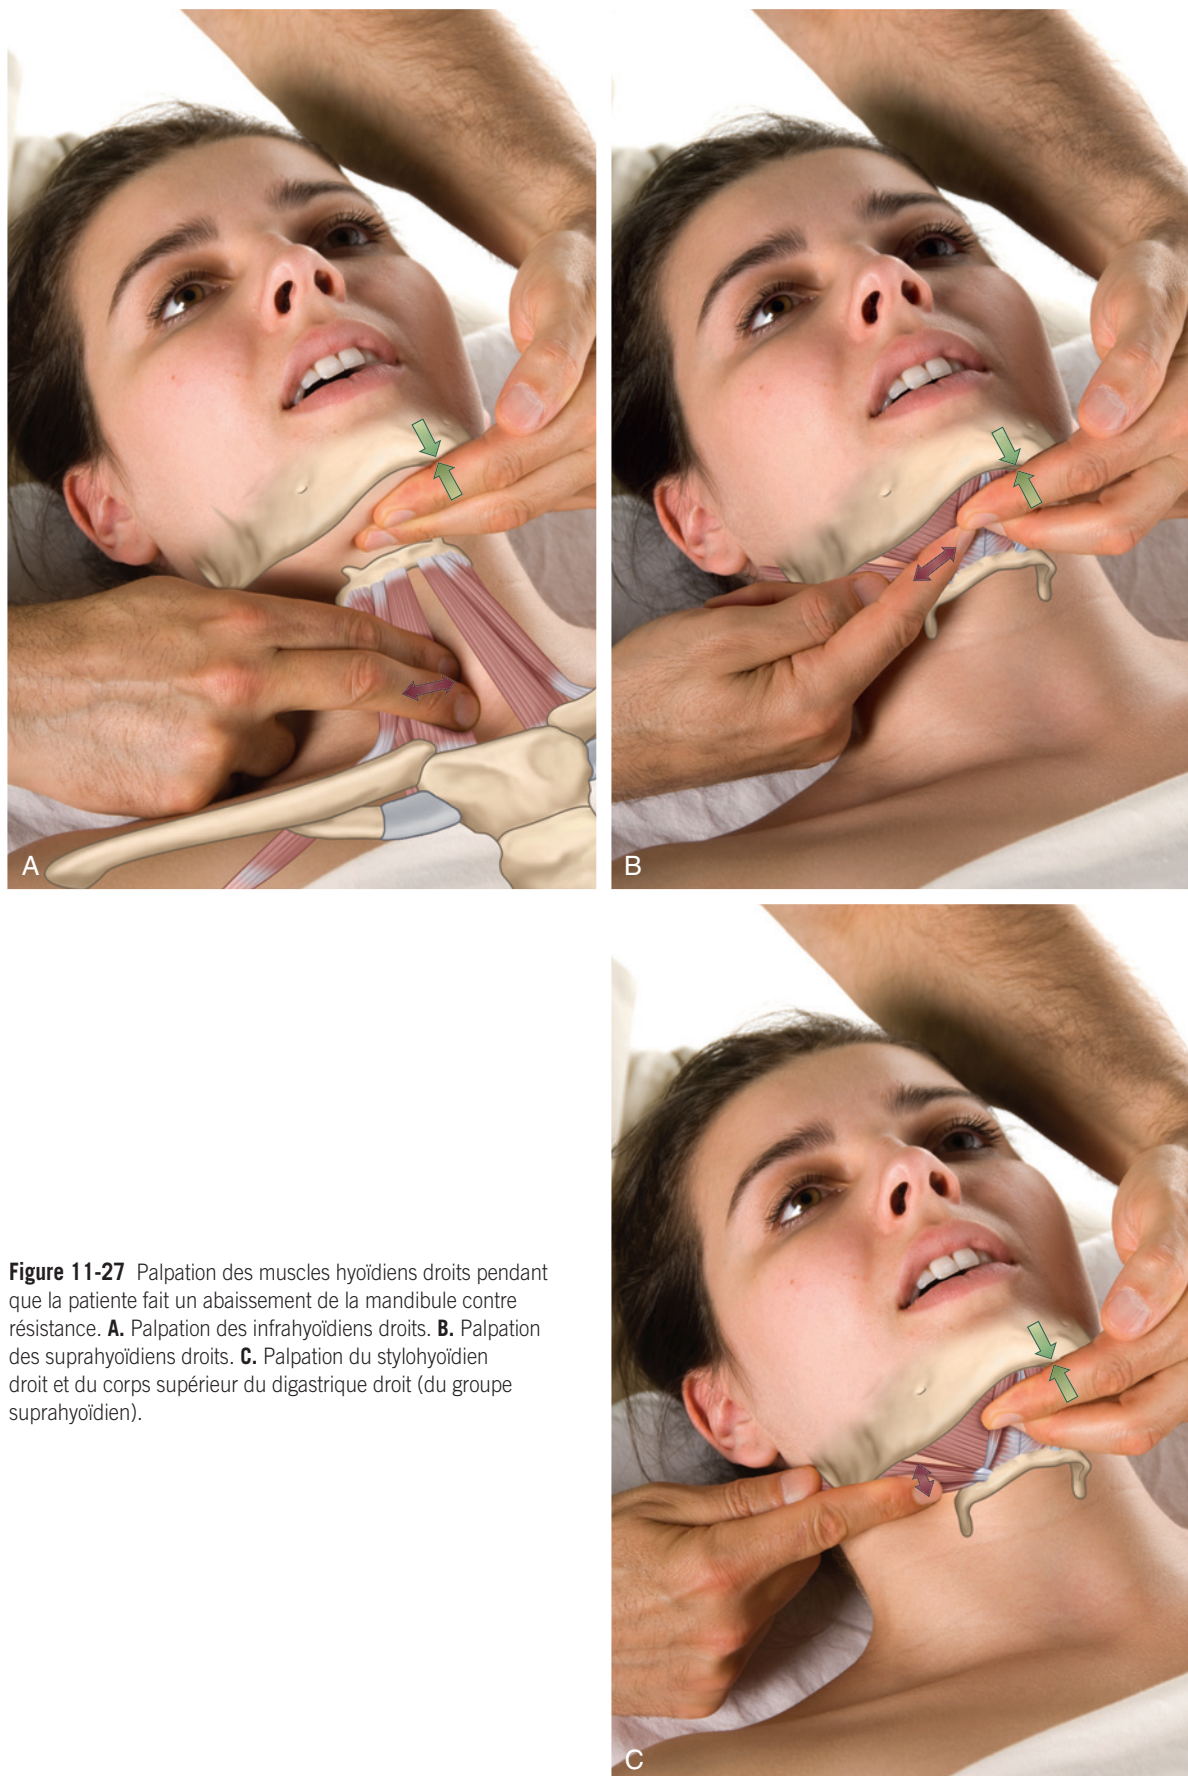 A
B
Figure 11-27 Palpation des muscles hyoïdiens droits pendant
que la patiente fait un abaissement de la mandibule contre
résistance. A. Palpation des infrahyoïdiens droits. B. Palpation
des suprahyoïdiens droits. C. Palpation du stylohyoïdien
droit et du corps supérieur du digastrique droit (du groupe
suprahyoïdien).
C